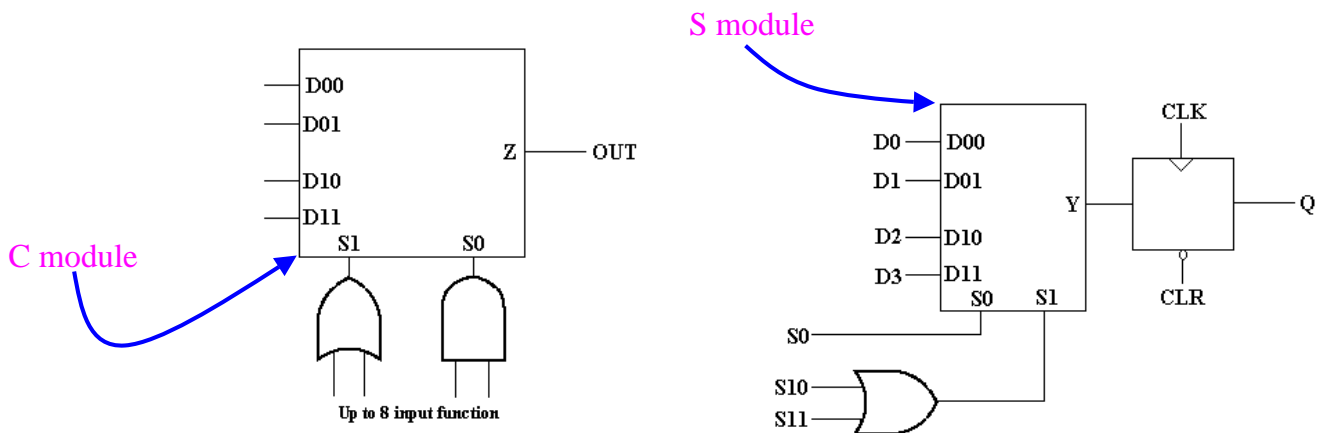 C module
D00
D01
D10
D11
Z
OUT
S1 S0
Up to 8 input function
S module
D0 D00
D1 D01
D2 D10
D3 D11
Y
CLK
Q
CLR
S0 S1
S0
S10
S11